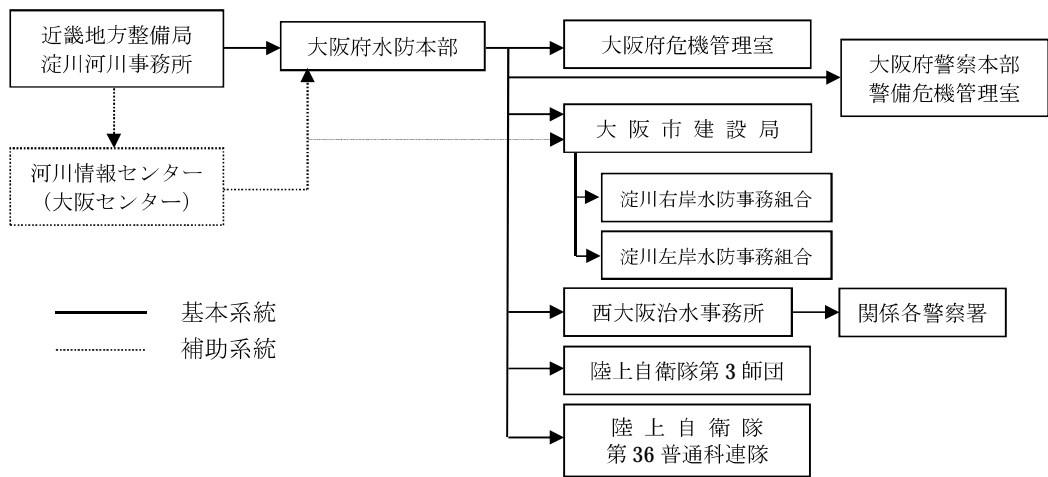 近畿地方整備局
淀川河川事務所
大阪府水防本部
大阪府危機管理室
大阪府警察本部
警備危機管理室
大阪市建設局
河川情報センター
（大阪センター）
淀川右岸水防事務組合
淀川左岸水防事務組合
西大阪治水事務所
関係各警察署
基本系統
補助系統
陸上自衛隊第3師団
陸上自衛隊
第36普通科連隊